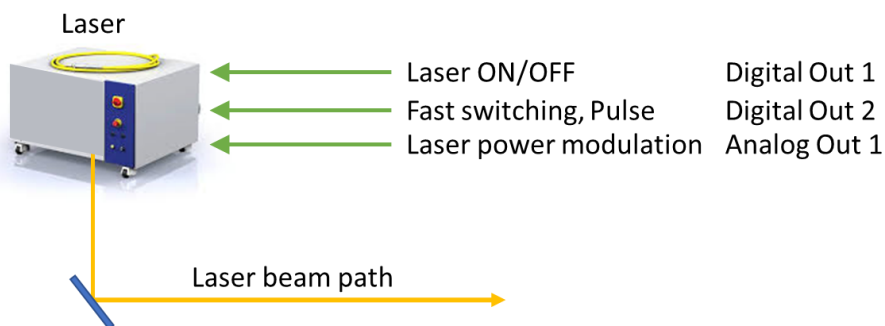 Laser
Laser ON/OFF Digital Out 1
Fast switching, Pulse Digital Out 2
Laser power modulation Analog Out 1
Laser beam path